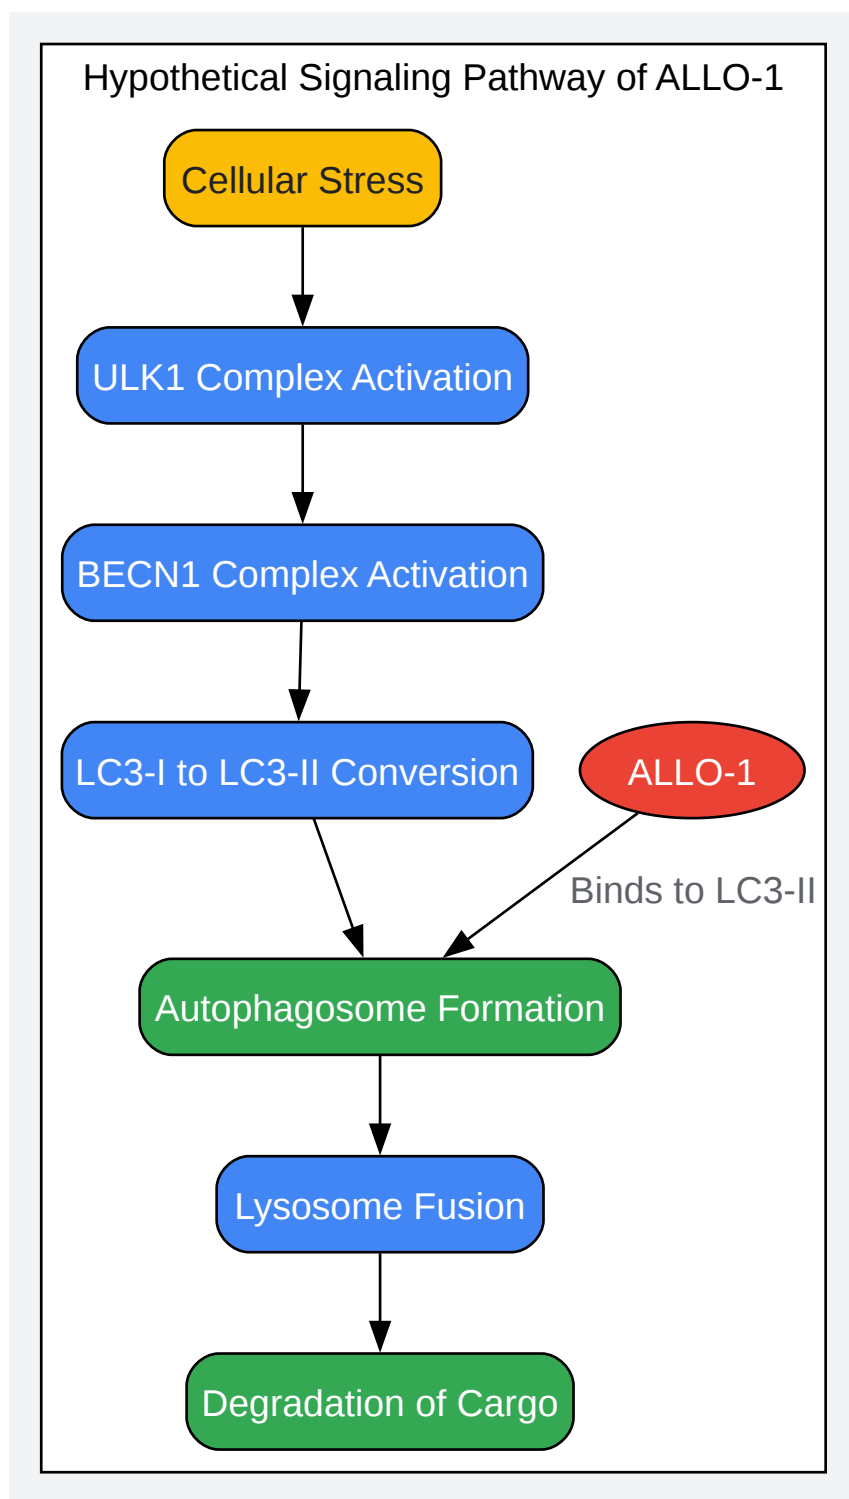 Hypothetical Signaling Pathway of ALLO-1
Cellular Stress
ULK1 Complex Activation
BECN1 Complex Activation
LC3-I to LC3-II Conversion
ALLO-1
Binds to LC3-II
Autophagosome Formation
Lysosome Fusion
Degradation of Cargo